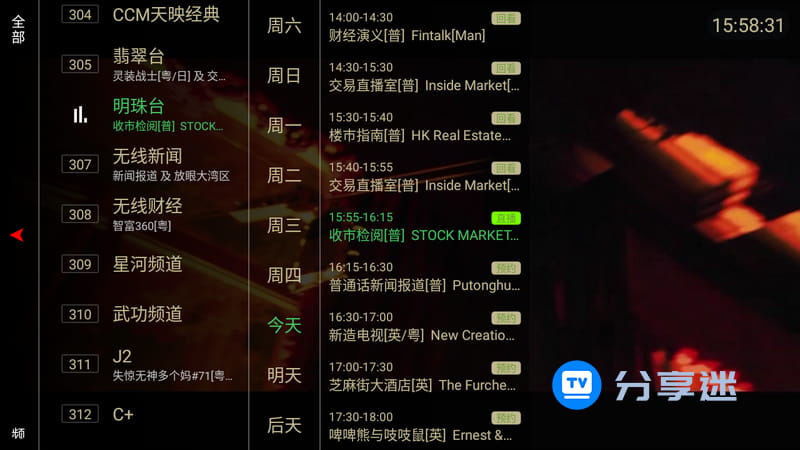 全部
304 CCM天映经典
305 翡翠台
灵装战士[粤/日] 及 交...
明珠台
收市检阅[普] STOCK...
307 无线新闻
新闻报道 及 放眼大湾区
308 无线财经
智富360[粤]
309 星河频道
310 武功频道
311 J2
失惊无神多个妈#71[粤...
312 C+
周六
周日
周一
周二
周三
周四
今天
明天
后天
14:00-14:30 回看
财经演义[普] Fintalk[Man]
14:30-15:30 回看
交易直播室[普] Inside Market[...
15:30-15:40 回看
楼市指南[普] HK Real Estate...
15:40-15:55 回看
交易直播室[普] Inside Market[...
15:55-16:15 直播
收市检阅[普] STOCK MARKET...
16:15-16:30 预约
普通话新闻报道[普] Putonghu...
16:30-17:00 预约
新造电视[英/粤] New Creatio...
17:00-17:30 预约
芝麻街大酒店[英] The Furche...
17:30-18:00 预约
啤啤熊与吱吱鼠[英] Ernest &...
15:58:31
TV 分享迷